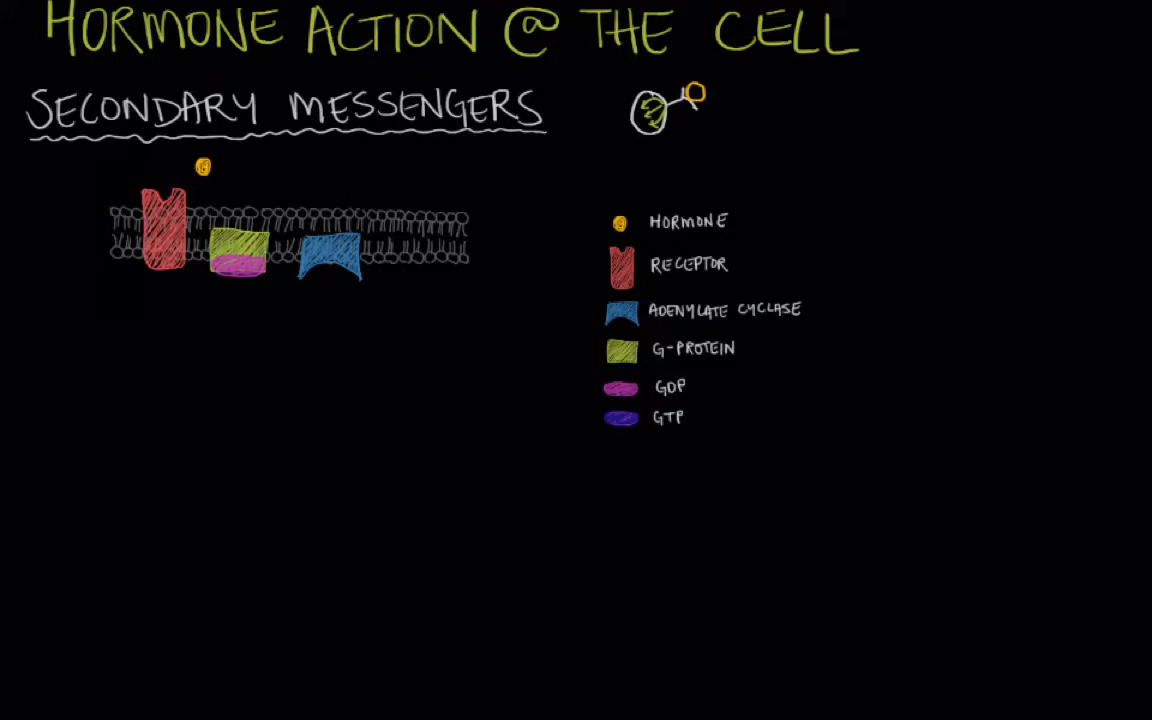 HORMONE ACTION @ THE CELL
SECONDARY MESSENGERS
HORMONE
RECEPTOR
ADENYLATE CYCLASE
G-PROTEIN
GDP
GTP